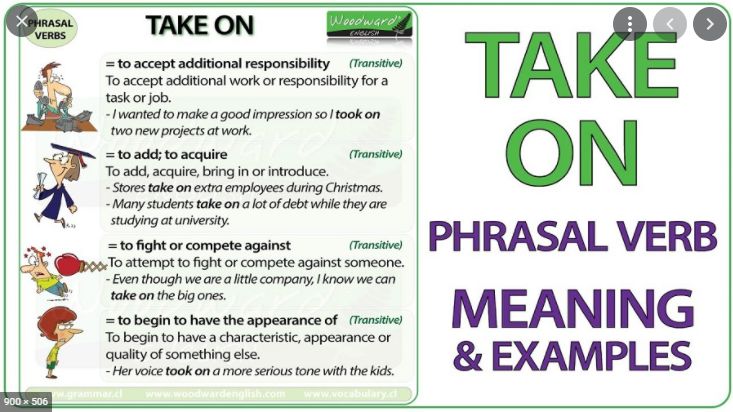 PHRASAL
VERBS
TAKE ON
Woodward®
ENGLISH
= to accept additional responsibility (Transitive)
To accept additional work or responsibility for a
task or job.
- I wanted to make a good impression so I took on
two new projects at work.
= to add; to acquire (Transitive)
To add, acquire, bring in or introduce.
- Stores take on extra employees during Christmas.
- Many students take on a lot of debt while they are
studying at university.
= to fight or compete against (Transitive)
To attempt to fight or compete against someone.
- Even though we are a little company, I know we can
take on the big ones.
= to begin to have the appearance of (Transitive)
To begin to have a characteristic, appearance or
quality of something else.
- Her voice took on a more serious tone with the kids.
www.grammar.cl www.woodwardenglish.com www.vocabulary.cl
900 × 506
TAKE
ON
PHRASAL VERB
MEANING
& EXAMPLES